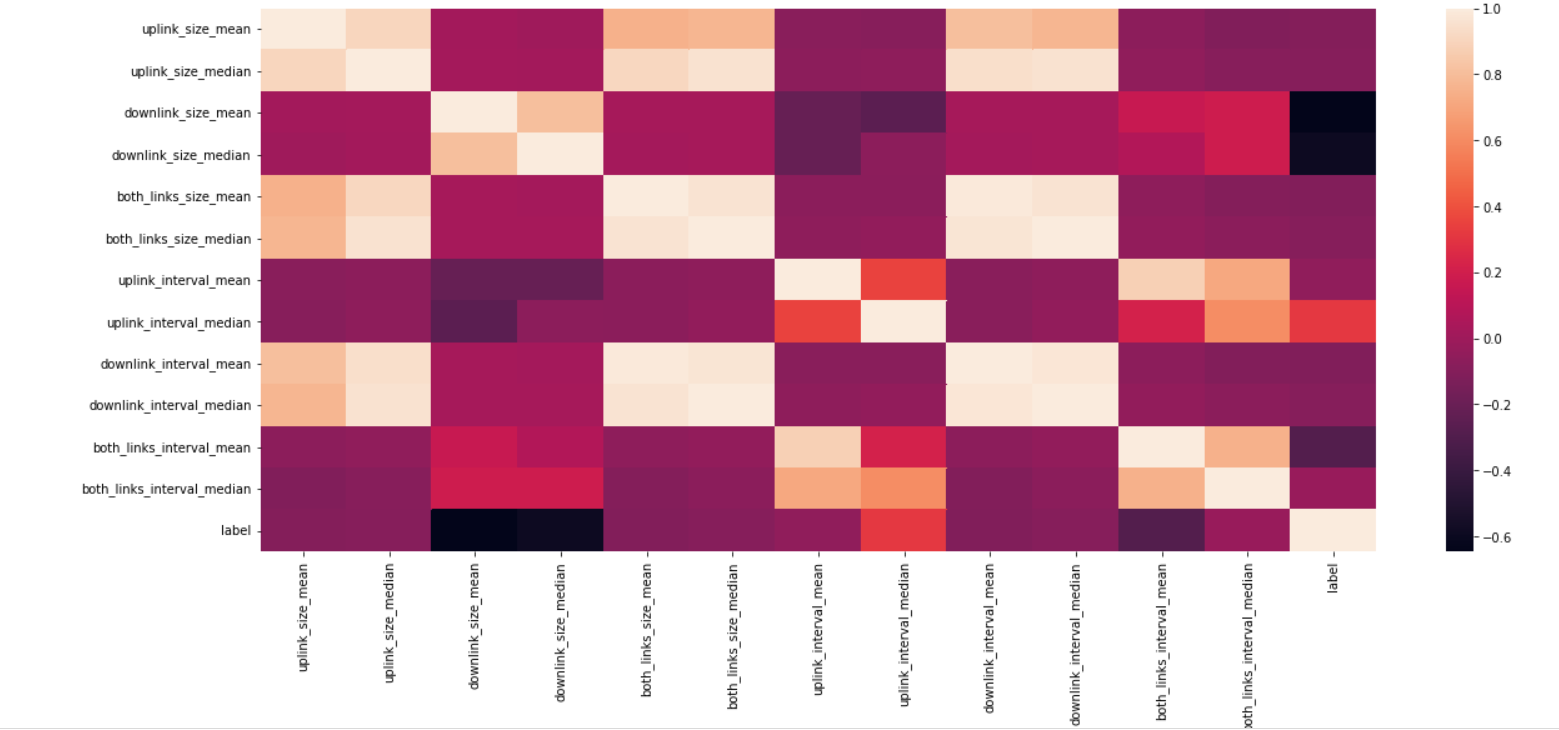 uplink_size_mean
uplink_size_median
downlink_size_mean
downlink_size_median
both_links_size_mean
both_links_size_median
uplink_interval_mean
uplink_interval_median
downlink_interval_mean
downlink_interval_median
both_links_interval_mean
both_links_interval_median
label
uplink_size_mean
uplink_size_median
downlink_size_mean
downlink_size_median
both_links_size_mean
both_links_size_median
uplink_interval_mean
uplink_interval_median
downlink_interval_mean
downlink_interval_median
both_links_interval_mean
oth_links_interval_median
label
1.0
0.8
0.6
0.4
0.2
0.0
−0.2
−0.4
−0.6